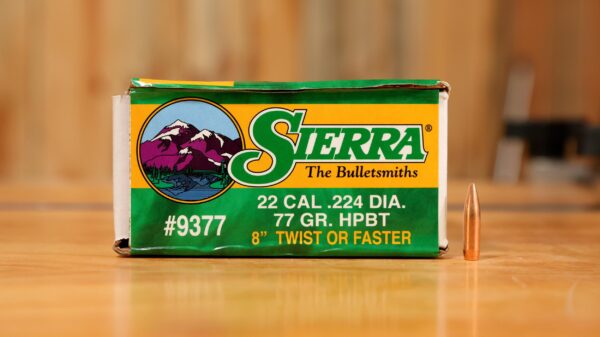 SIERRA®
The Bulletsmiths
#9377
22 CAL .224 DIA.
77 GR. HPBT
8” TWIST OR FASTER